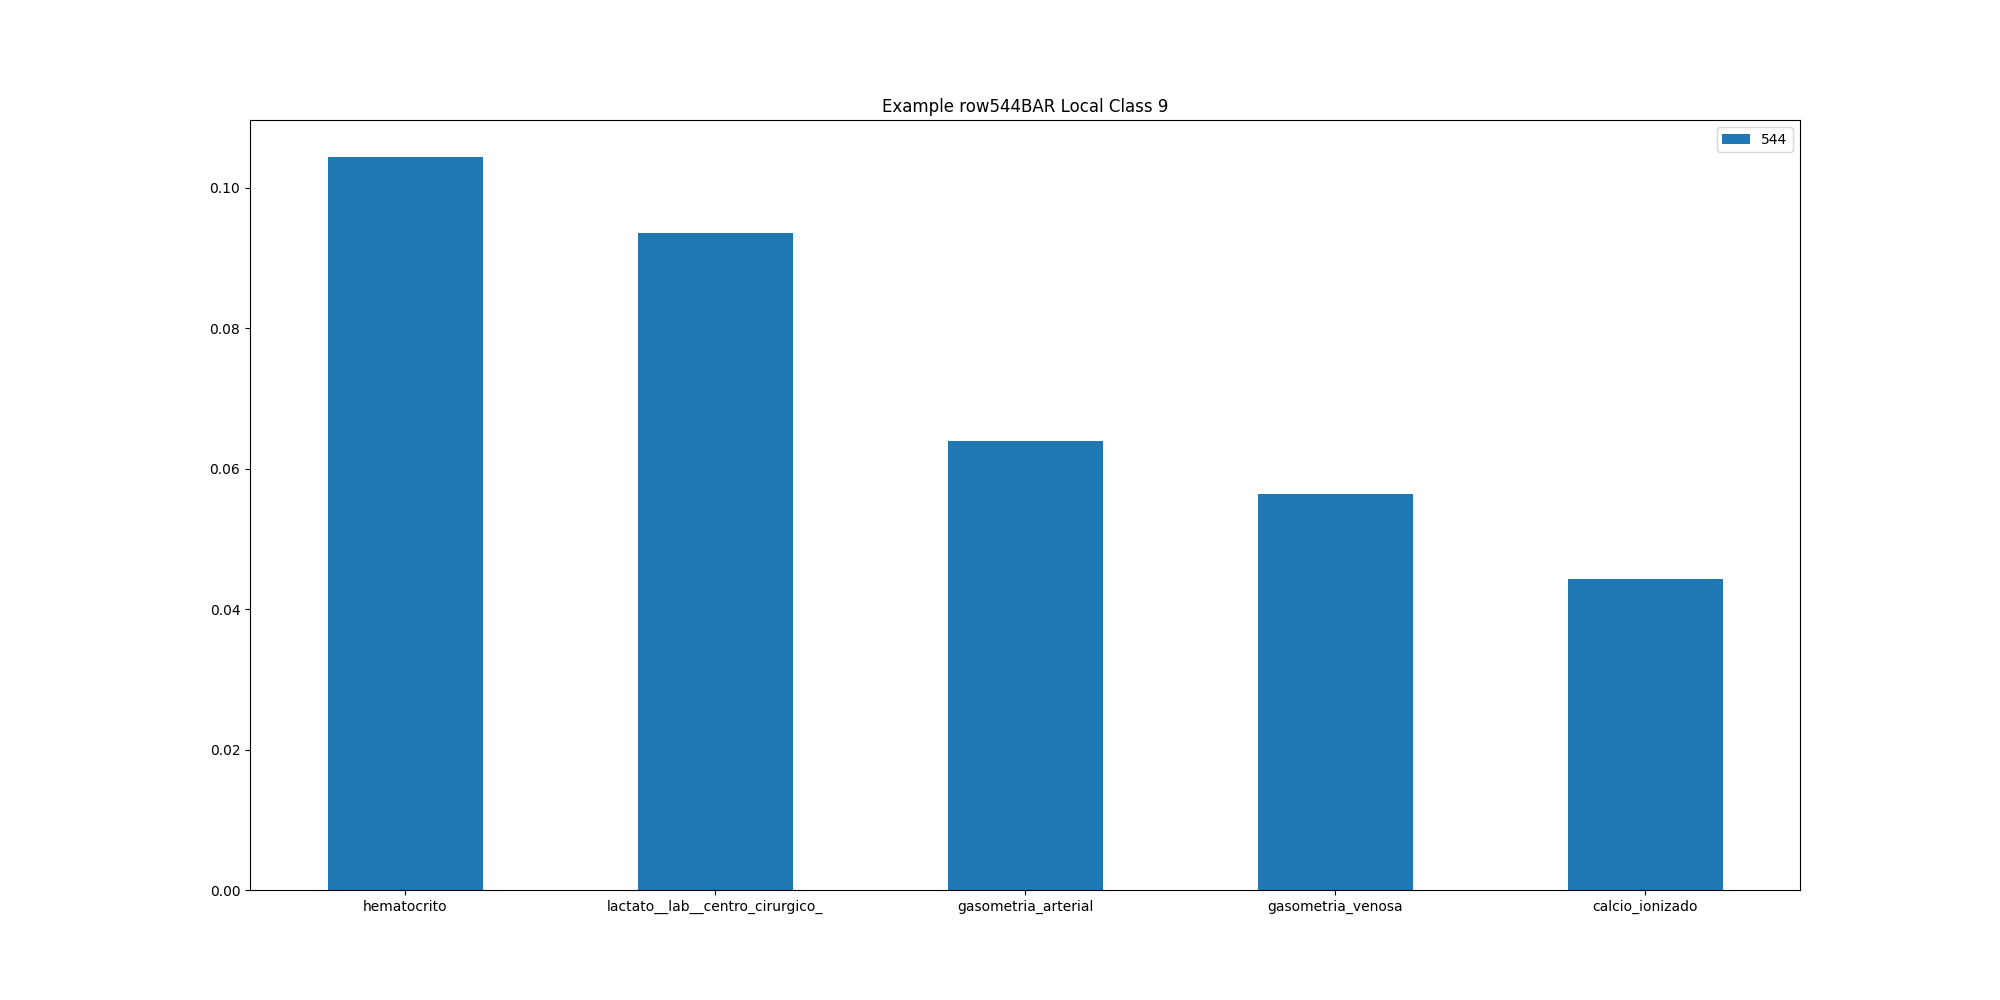 Example row544BAR Local Class 9
544
0.10
0.08
0.06
0.04
0.02
0.00
hematocrito
lactato__lab__centro_cirurgico_
gasometria_arterial
gasometria_venosa
calcio_ionizado